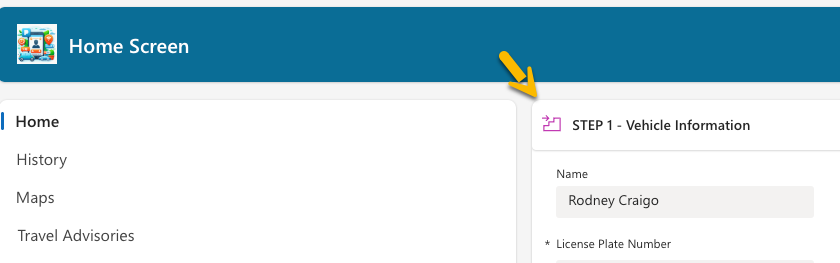 Home Screen
Home
History
Maps
Travel Advisories
STEP 1 - Vehicle Information
Name
Rodney Craigo
* License Plate Number